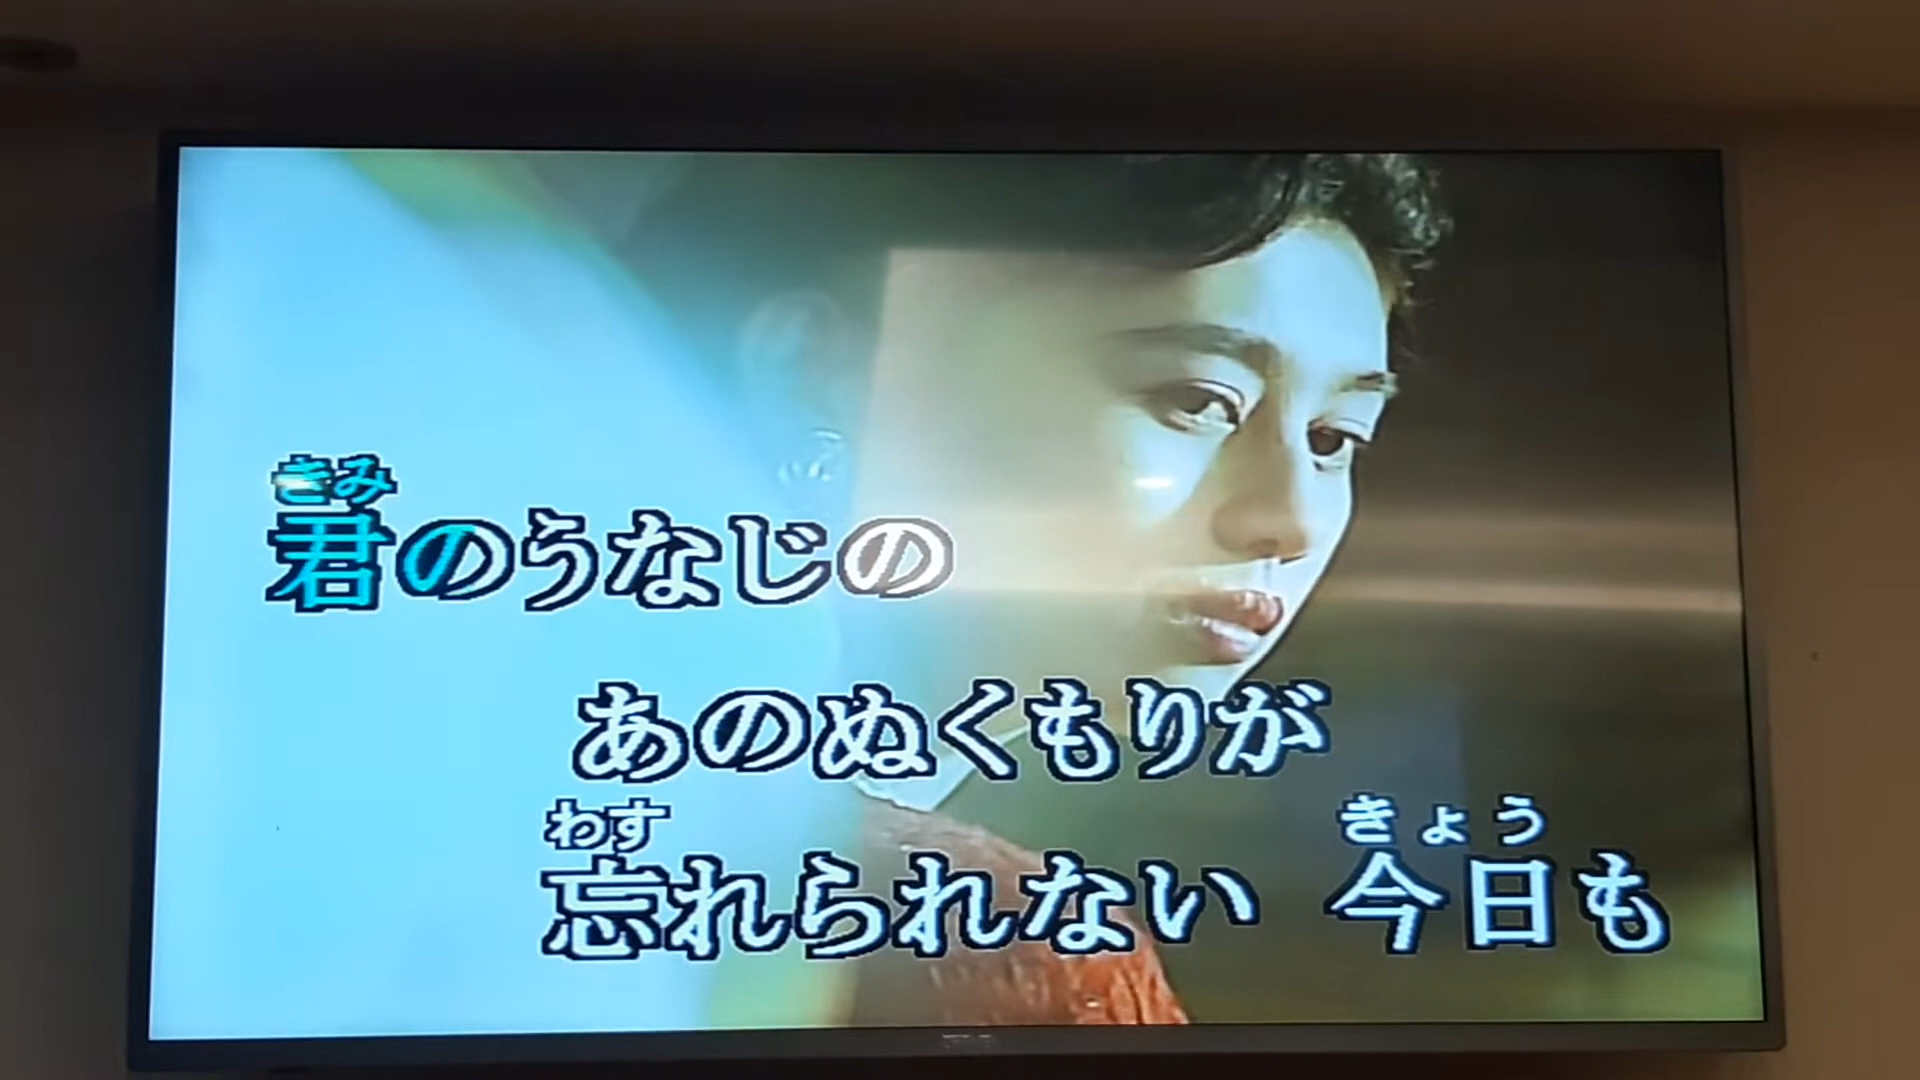 きみ
君のうなじの
あのぬくもりが
わす きょう
忘れられない 今日も